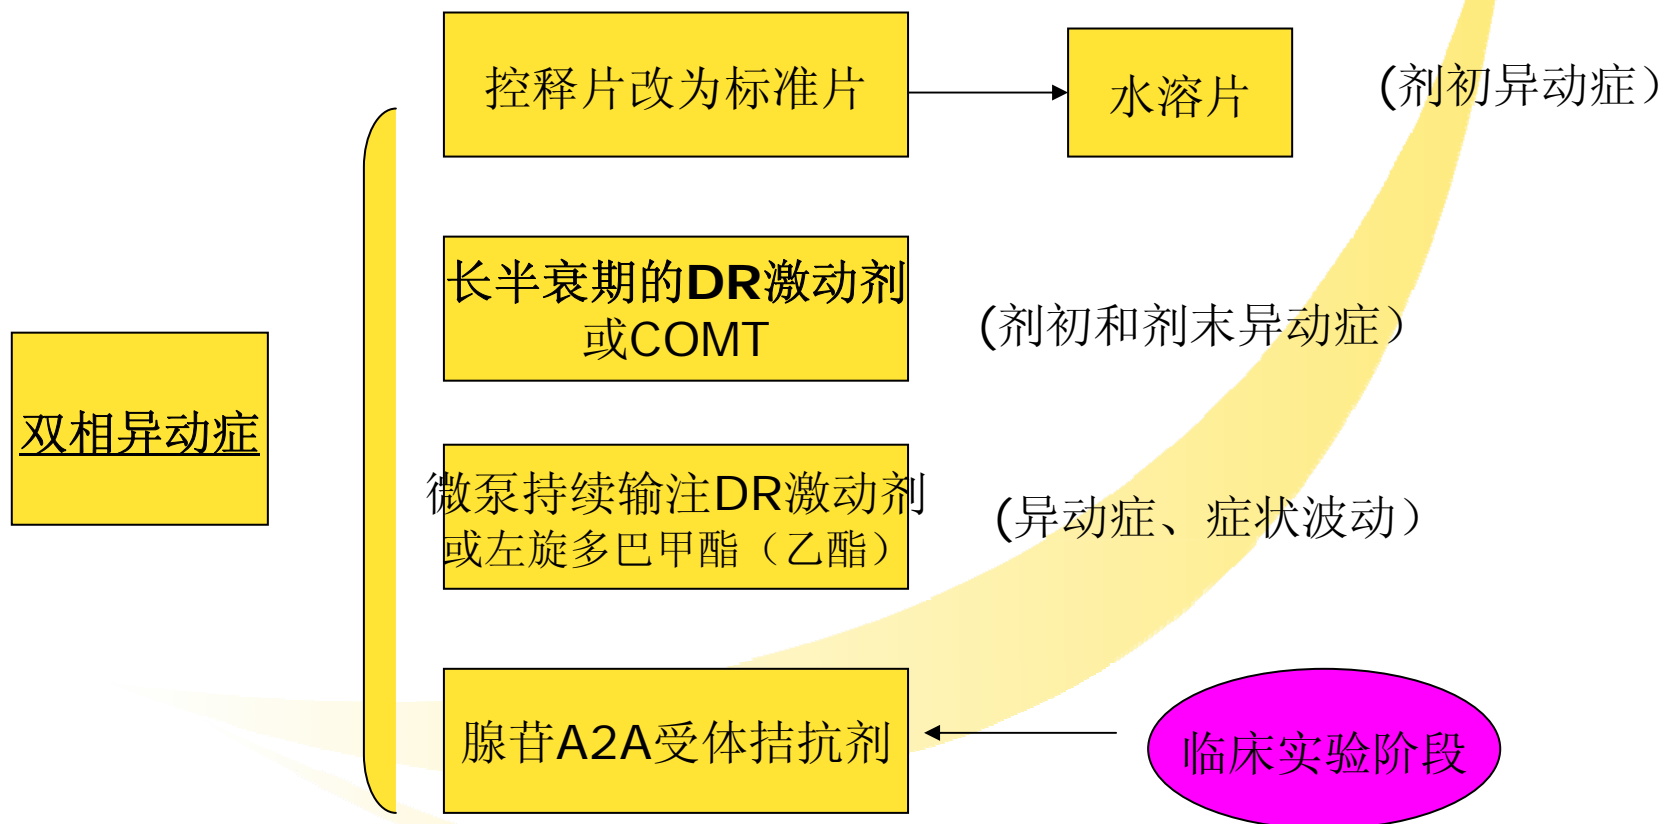 控释片改为标准片
水溶片
(剂初异动症）
长半衰期的DR激动剂
或COMT
(剂初和剂末异动症）
双相异动症
微泵持续输注DR激动剂
或左旋多巴甲酯（乙酯）
(异动症、症状波动）
腺苷A2A受体拮抗剂
临床实验阶段